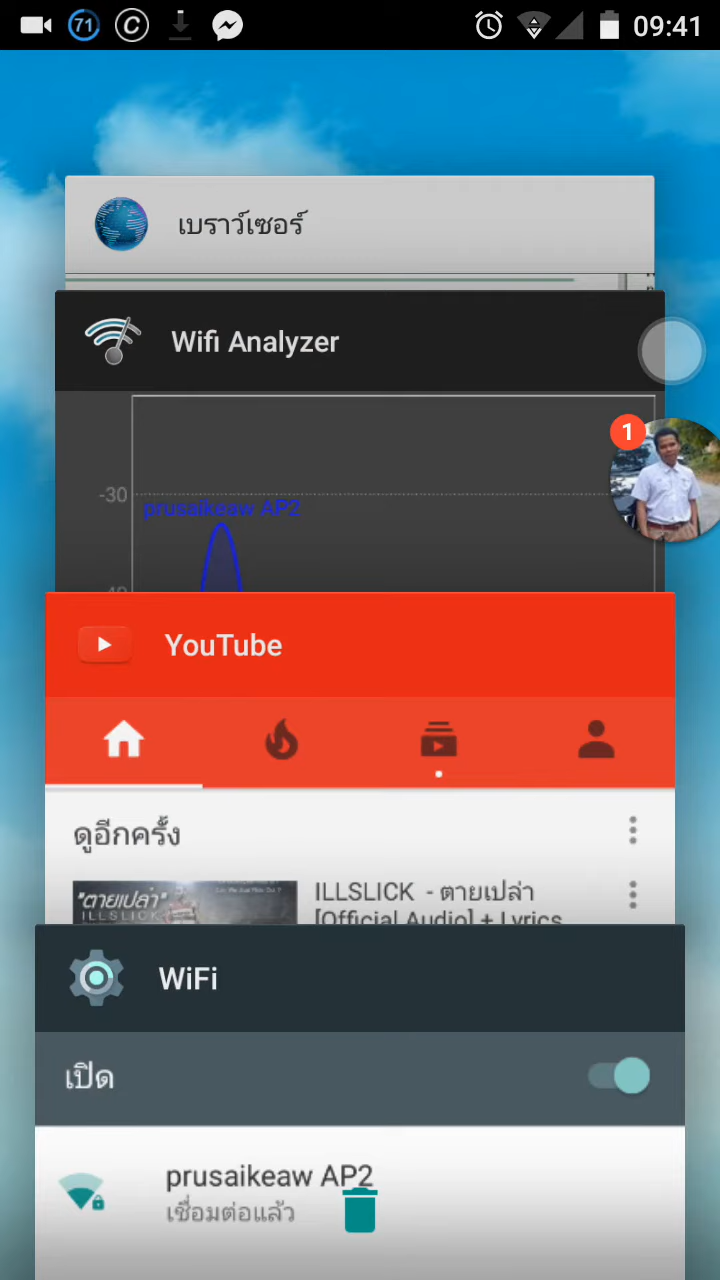 71
C
09:41
เบราว์เซอร์
Wifi Analyzer
1
-30
prusaikeaw AP2
YouTube
ดูอีกครั้ง
"ตายเปล่า"
ILLSLICK
ILLSLICK - ตายเปล่า
[Official Audio] + Lyrics
WiFi
เปิด
prusaikeaw AP2
เชื่อมต่อแล้ว